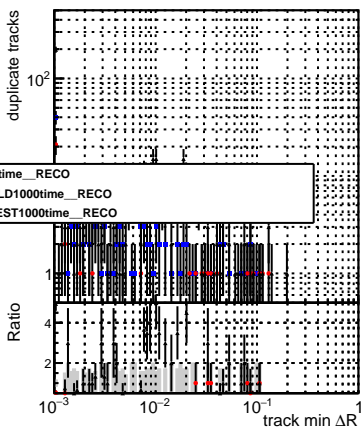 duplicate tracks
10²
time__RECO
LD1000time__RECO
EST1000time__RECO
1
Ratio
4
2
10⁻³
10⁻²
10⁻¹
1
track min ΔR